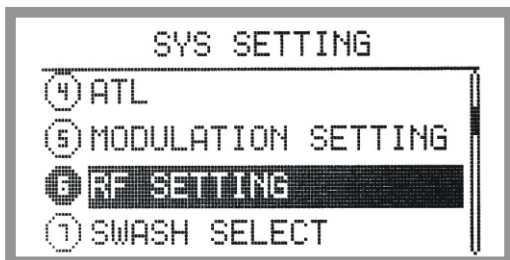 SYS SETTING
④ ATL
⑤ MODULATION SETTING
⑥ RF SETTING
⑦ SWASH SELECT